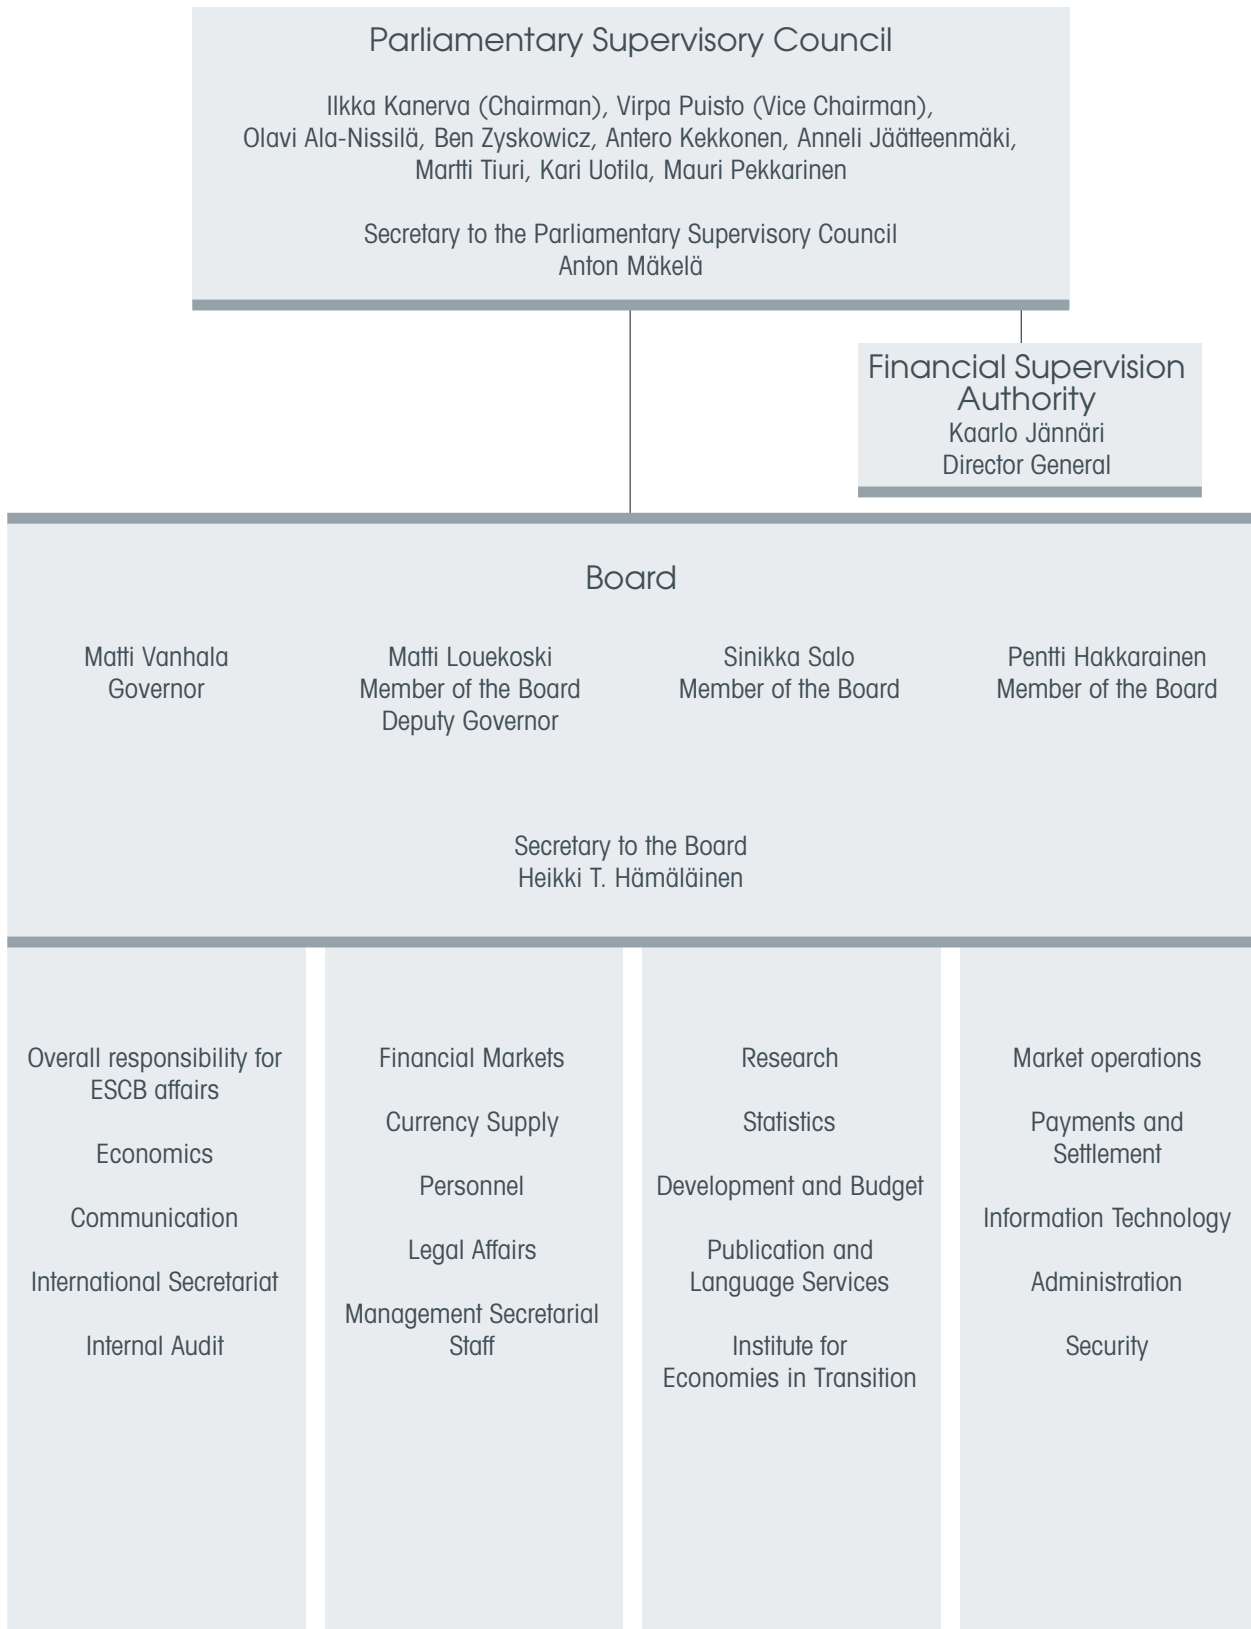 Parliamentary Supervisory Council
Ilkka Kanerva (Chairman), Virpa Puisto (Vice Chairman),
Olavi Ala-Nissilä, Ben Zyskowicz, Antero Kekkonen, Anneli Jäätteenmäki,
Martti Tiuri, Kari Uotila, Mauri Pekkarinen
Secretary to the Parliamentary Supervisory Council
Anton Mäkelä
Financial Supervision
Authority
Kaarlo Jännäri
Director General
Board
Matti Vanhala
Governor
Matti Louekoski
Member of the Board
Deputy Governor
Sinikka Salo
Member of the Board
Pentti Hakkarainen
Member of the Board
Secretary to the Board
Heikki T. Hämäläinen
Overall responsibility for
ESCB affairs
Economics
Communication
International Secretariat
Internal Audit
Financial Markets
Currency Supply
Personnel
Legal Affairs
Management Secretarial
Staff
Research
Statistics
Development and Budget
Publication and
Language Services
Institute for
Economies in Transition
Market operations
Payments and
Settlement
Information Technology
Administration
Security